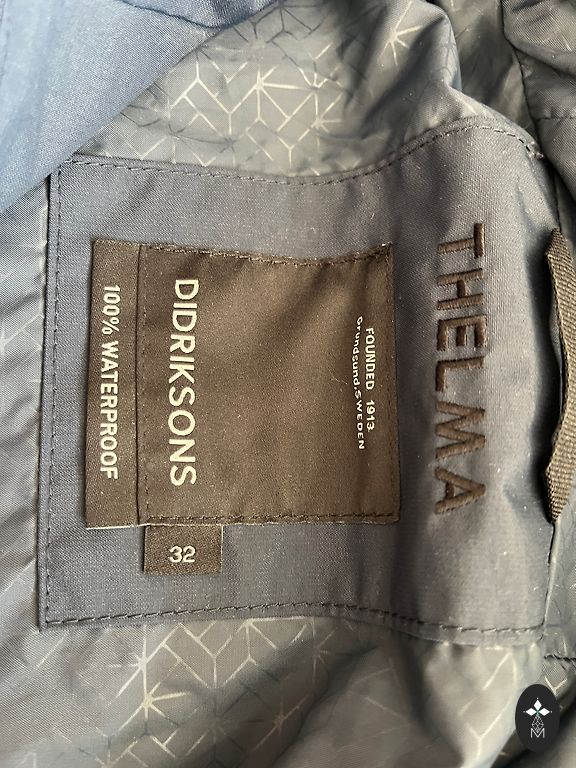 THELMA
FOUNDED 1913.
Grundsund, SWEDEN
DIDRIKSONS
100% WATERPROOF
32
M